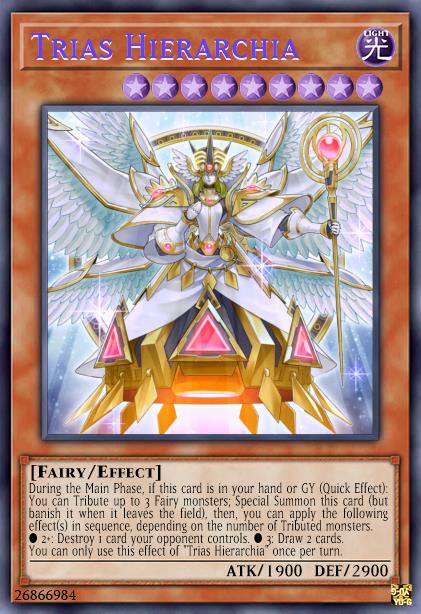 Trias Hierarchia
LIGHT
光
[Fairy/Effect]
During the Main Phase, if this card is in your hand or GY (Quick Effect):
You can Tribute up to 3 Fairy monsters; Special Summon this card (but
banish it when it leaves the field), then, you can apply the following
effect(s) in sequence, depending on the number of Tributed monsters.
● 2+: Destroy 1 card your opponent controls. ● 3: Draw 2 cards.
You can only use this effect of "Trias Hierarchia" once per turn.
ATK/1900 DEF/2900
26866984